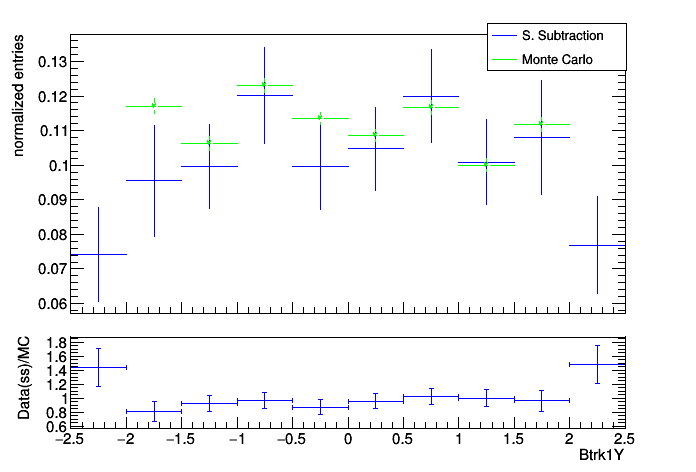 S. Subtraction
Monte Carlo
normalized entries
0.13
0.12
0.11
0.1
0.09
0.08
0.07
0.06
Data(ss)/MC
1.8
1.6
1.4
1.2
1
0.8
0.6
−2.5 −2 −1.5 −1 −0.5 0 0.5 1 1.5 2 2.5
Btrk1Y